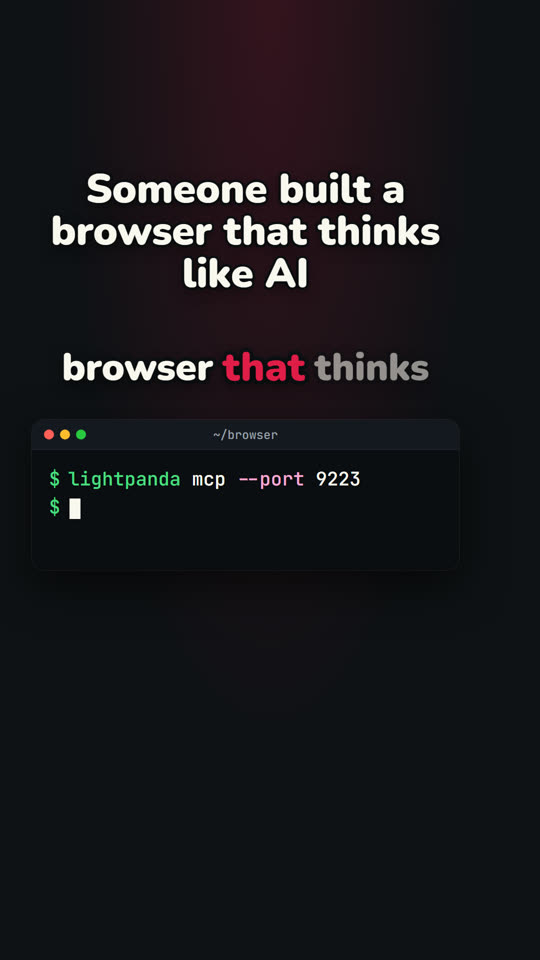 Someone built a
browser that thinks
like AI
browser that thinks
~/browser
$ lightpanda mcp --port 9223
$